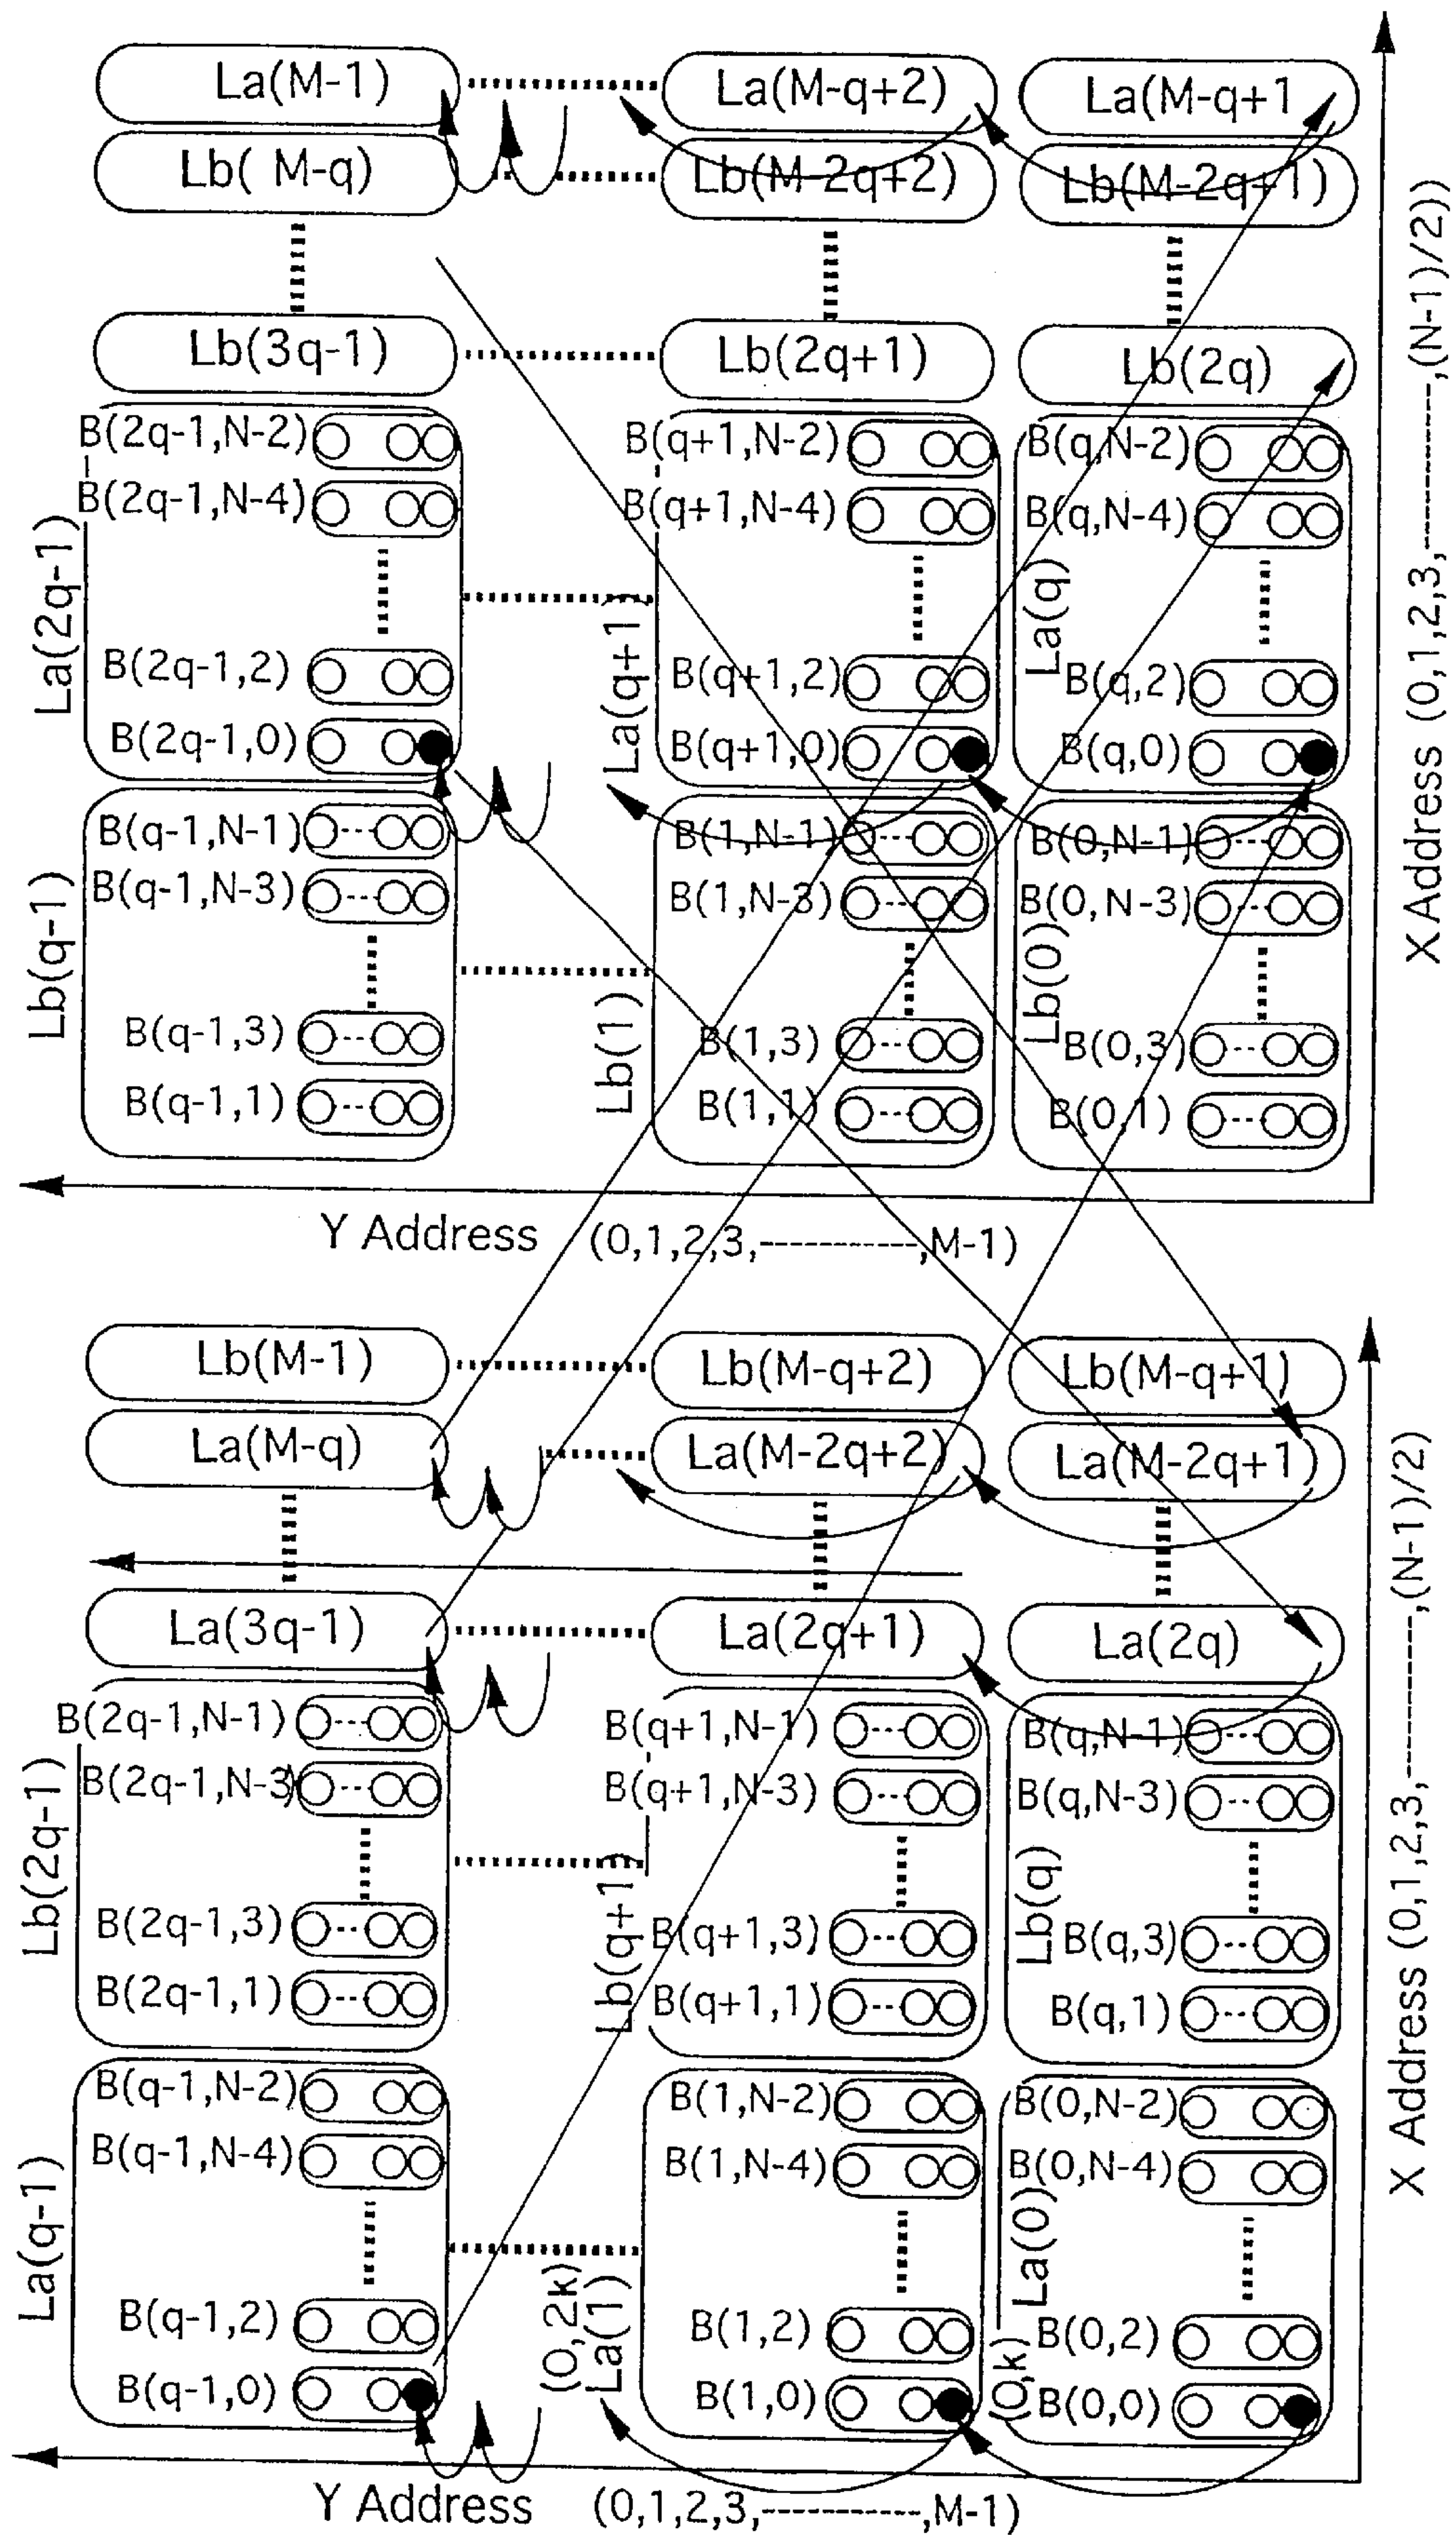 La(M-1) La(M-q+2) La(M-q+1
Lb( M-q) Lb(M-2q+2) Lb(M-2q+1)
Lb(3q-1) Lb(2q+1) Lb(2q)
B(2q-1,N-2) B(q+1,N-2) B(q,N-2)
B(2q-1,N-4) B(q+1,N-4) B(q,N-4)
La(2q-1) La(q+1) La(q)
B(2q-1,2) B(q+1,2) B(q,2)
B(2q-1,0) B(q+1,0) B(q,0)
B(q-1,N-1) B(1,N-1) B(0,N-1)
B(q-1,N-3) B(1,N-3) B(0,N-3)
Lb(q-1) Lb(1) Lb(0)
B(q-1,3) B(1,3) B(0,3)
B(q-1,1) B(1,1) B(0,1)
X Address (0,1,2,3,-----------,(N-1)/2))
Y Address (0,1,2,3,-----------,M-1)
Lb(M-1) Lb(M-q+2) Lb(M-q+1)
La(M-q) La(M-2q+2) La(M-2q+1)
La(3q-1) La(2q+1) La(2q)
B(2q-1,N-1) B(q+1,N-1) B(q,N-1)
B(2q-1,N-3) B(q+1,N-3) B(q,N-3)
Lb(2q-1) Lb(q+1) Lb(q)
B(2q-1,3) B(q+1,3) B(q,3)
B(2q-1,1) B(q+1,1) B(q,1)
B(q-1,N-2) B(1,N-2) B(0,N-2)
B(q-1,N-4) B(1,N-4) B(0,N-4)
La(q-1) La(1) La(0)
(0,2k) (0,k)
B(q-1,2) B(1,2) B(0,2)
B(q-1,0) B(1,0) B(0,0)
X Address (0,1,2,3,-----------,(N-1)/2)
Y Address (0,1,2,3,-----------,M-1)